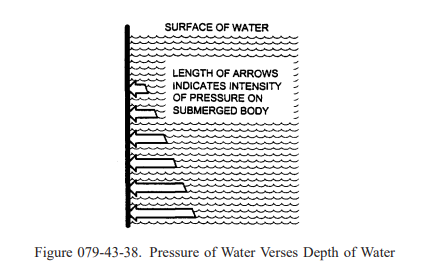 SURFACE OF WATER
LENGTH OF ARROWS
INDICATES INTENSITY
OF PRESSURE ON
SUBMERGED BODY
Figure 079-43-38. Pressure of Water Verses Depth of Water